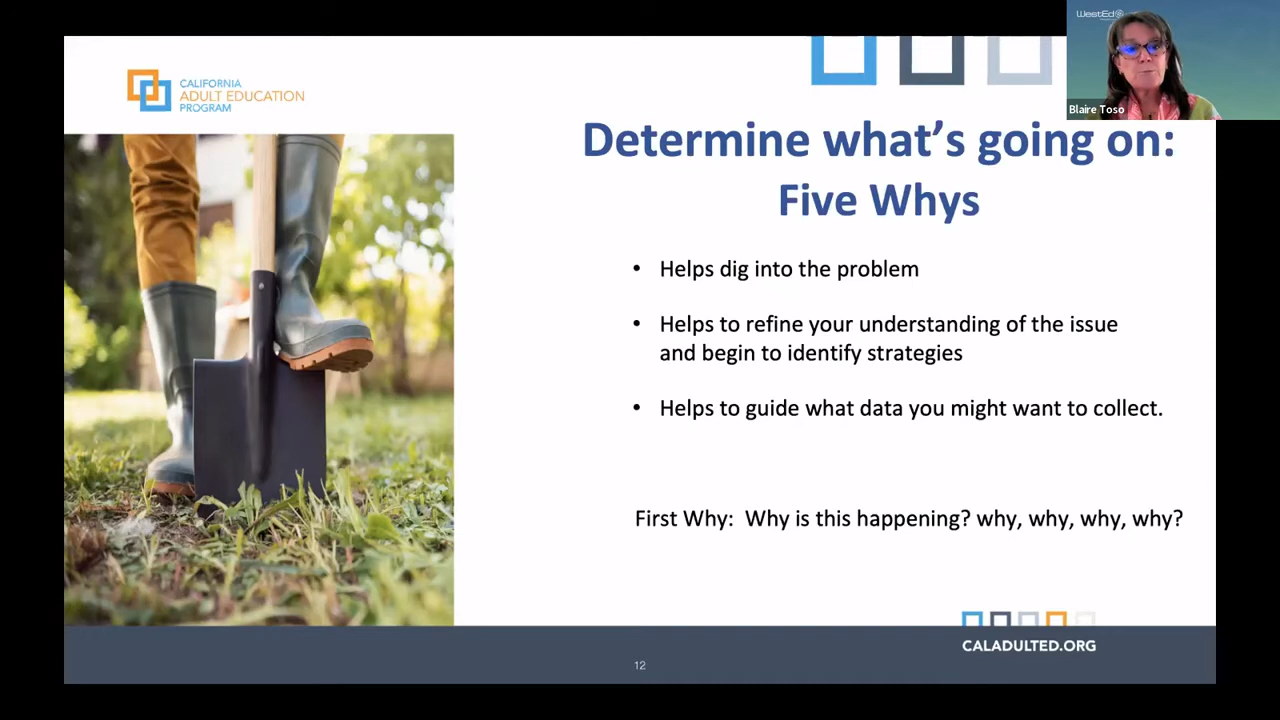 WestEd
Blaire Toso
CALIFORNIA
ADULT EDUCATION
PROGRAM
Determine what's going on:
Five Whys
• Helps dig into the problem
• Helps to refine your understanding of the issue
and begin to identify strategies
• Helps to guide what data you might want to collect.
First Why:  Why is this happening? why, why, why, why?
CALADULTED.ORG
12